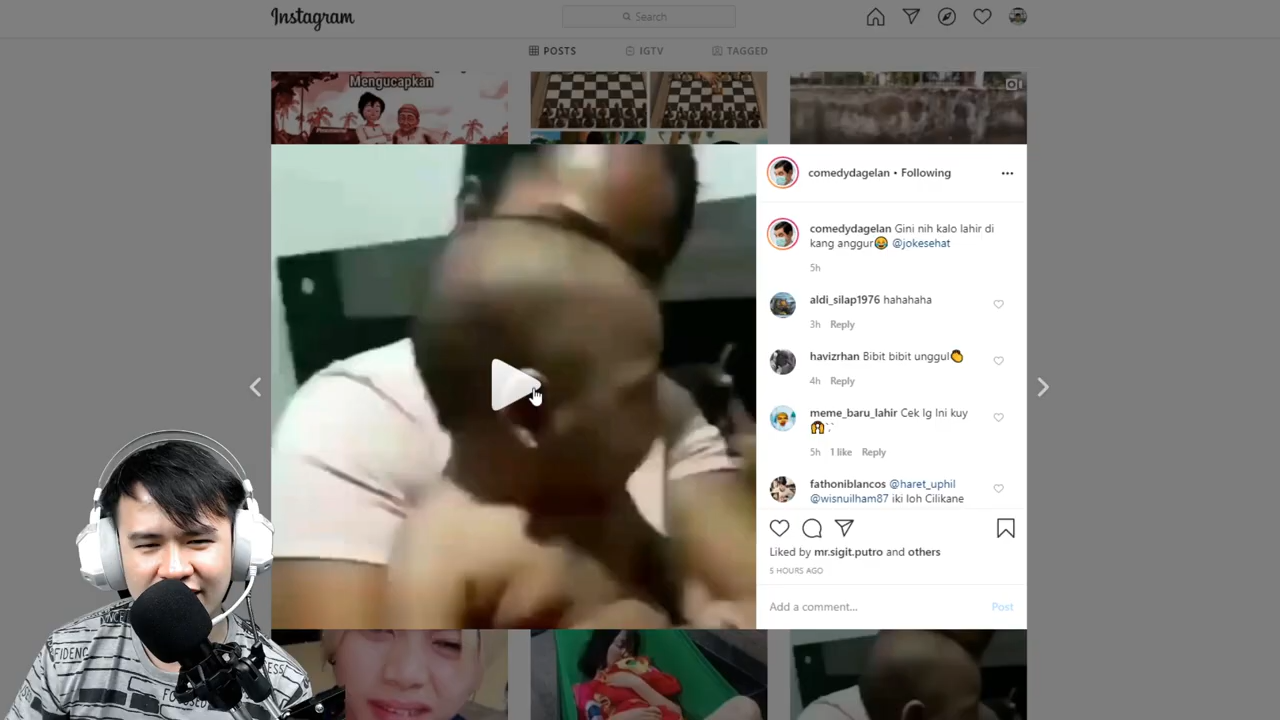 Instagram
Search
POSTS
IGTV
TAGGED
Mengucapkan
comedydagelan • Following
comedydagelan Gini nih kalo lahir di
kang anggur😂 @jokesehat
5h
aldi_silap1976 hahahaha
3h Reply
havizrhan Bibit bibit unggul👏
4h Reply
meme_baru_lahir Cek Ig Ini kuy
5h 1 like Reply
fathoniblancos @haret_uphil
@wisnuilham87 iki loh Cilikane
Liked by mr.sigit.putro and others
5 HOURS AGO
Add a comment...
Post